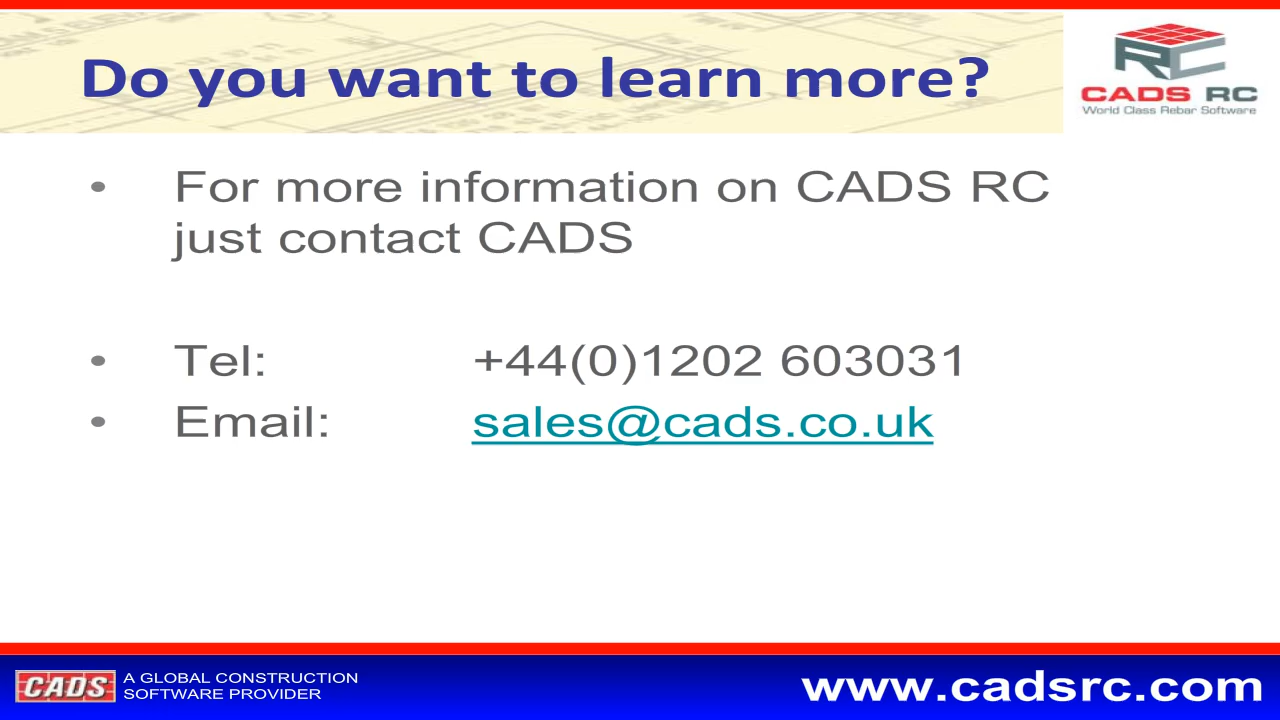 Do you want to learn more?
RC
CADS RC
World Class Rebar Software
• For more information on CADS RC
just contact CADS
• Tel: +44(0)1202 603031
• Email: sales@cads.co.uk
CADS
A GLOBAL CONSTRUCTION
SOFTWARE PROVIDER
www.cadsrc.com